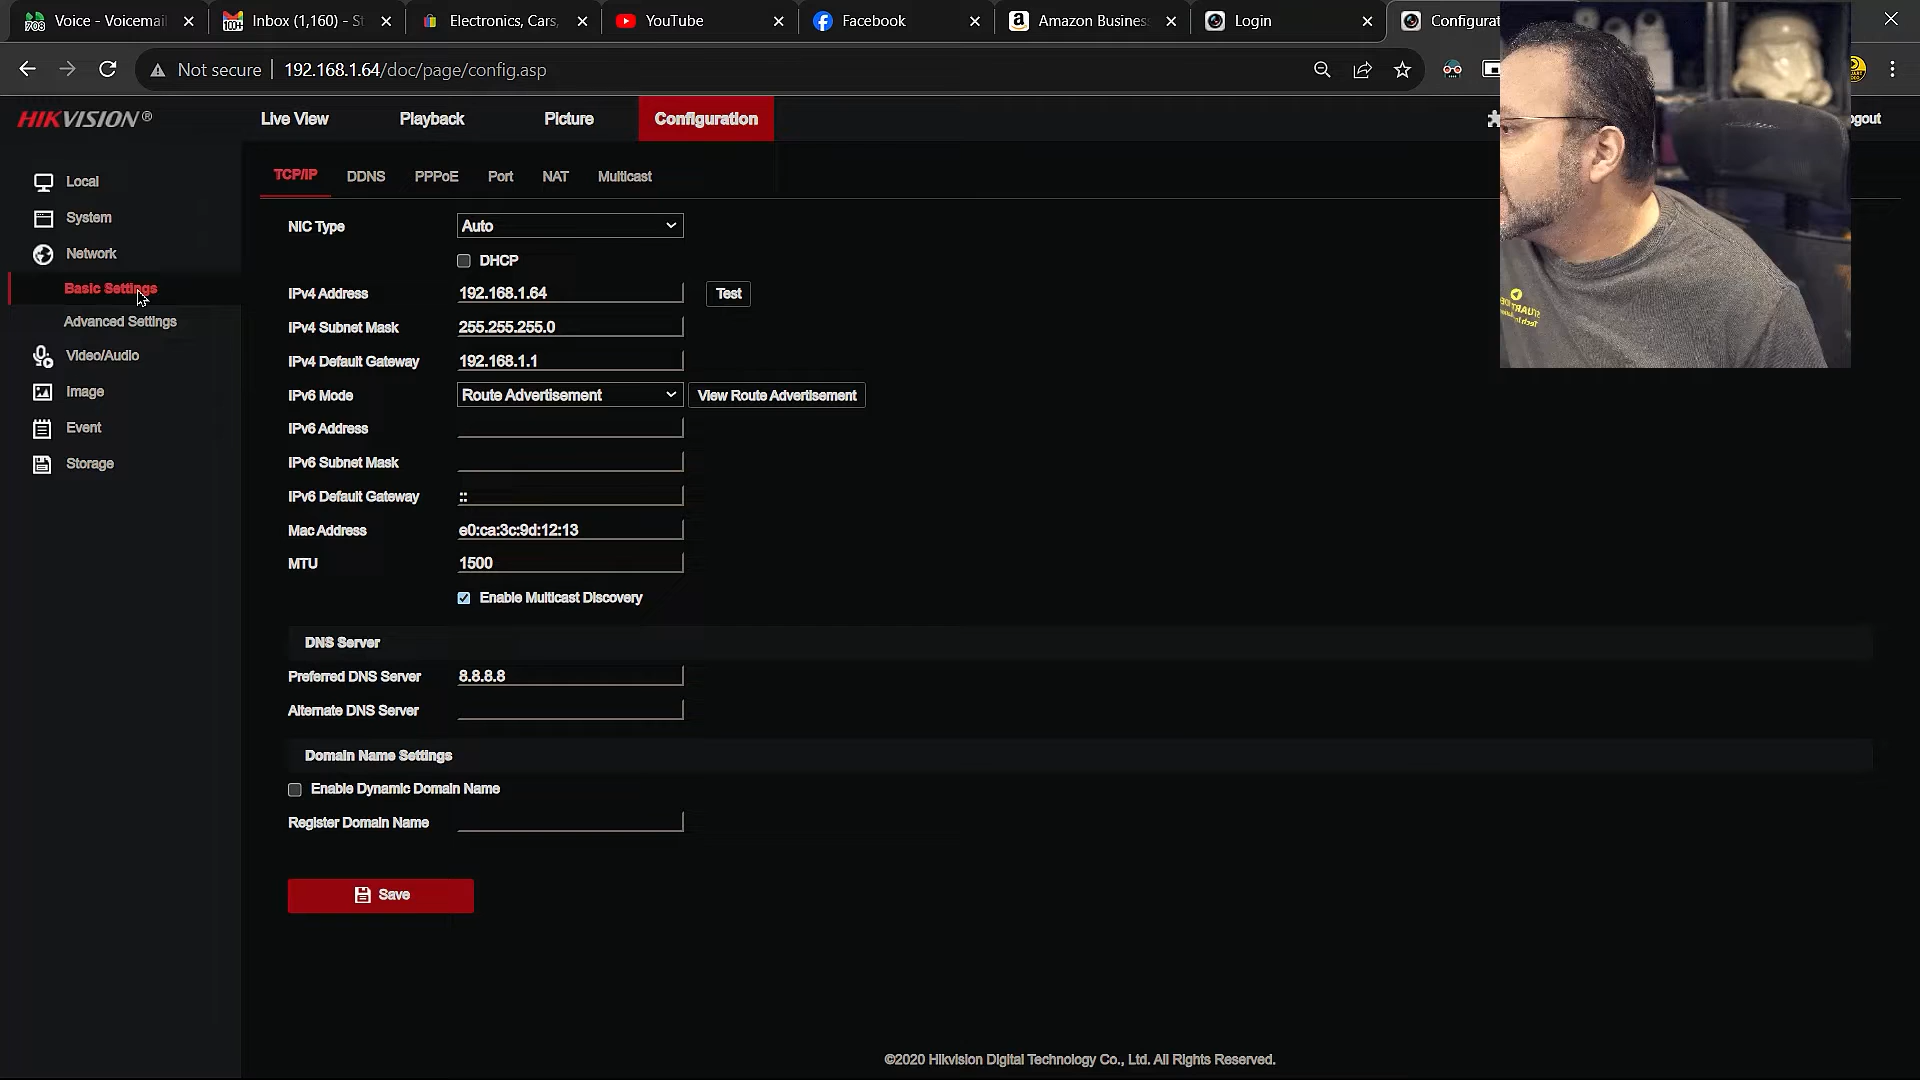 Voice - Voicemail
Inbox (1,160) - St
Electronics, Cars,
YouTube
Facebook
Amazon Business
Login
Configurat
Not secure
192.168.1.64/doc/page/config.asp
HIKVISION®
Live View
Playback
Picture
Configuration
ogout
Local
System
Network
Basic Settings
Advanced Settings
Video/Audio
Image
Event
Storage
TCP/IP
DDNS
PPPoE
Port
NAT
Multicast
NIC Type Auto
DHCP
IPv4 Address 192.168.1.64 Test
IPv4 Subnet Mask 255.255.255.0
IPv4 Default Gateway 192.168.1.1
IPv6 Mode Route Advertisement View Route Advertisement
IPv6 Address
IPv6 Subnet Mask
IPv6 Default Gateway ::
Mac Address e0:ca:3c:9d:12:13
MTU 1500
Enable Multicast Discovery
DNS Server
Preferred DNS Server 8.8.8.8
Alternate DNS Server
Domain Name Settings
Enable Dynamic Domain Name
Register Domain Name
Save
©2020 Hikvision Digital Technology Co., Ltd. All Rights Reserved.